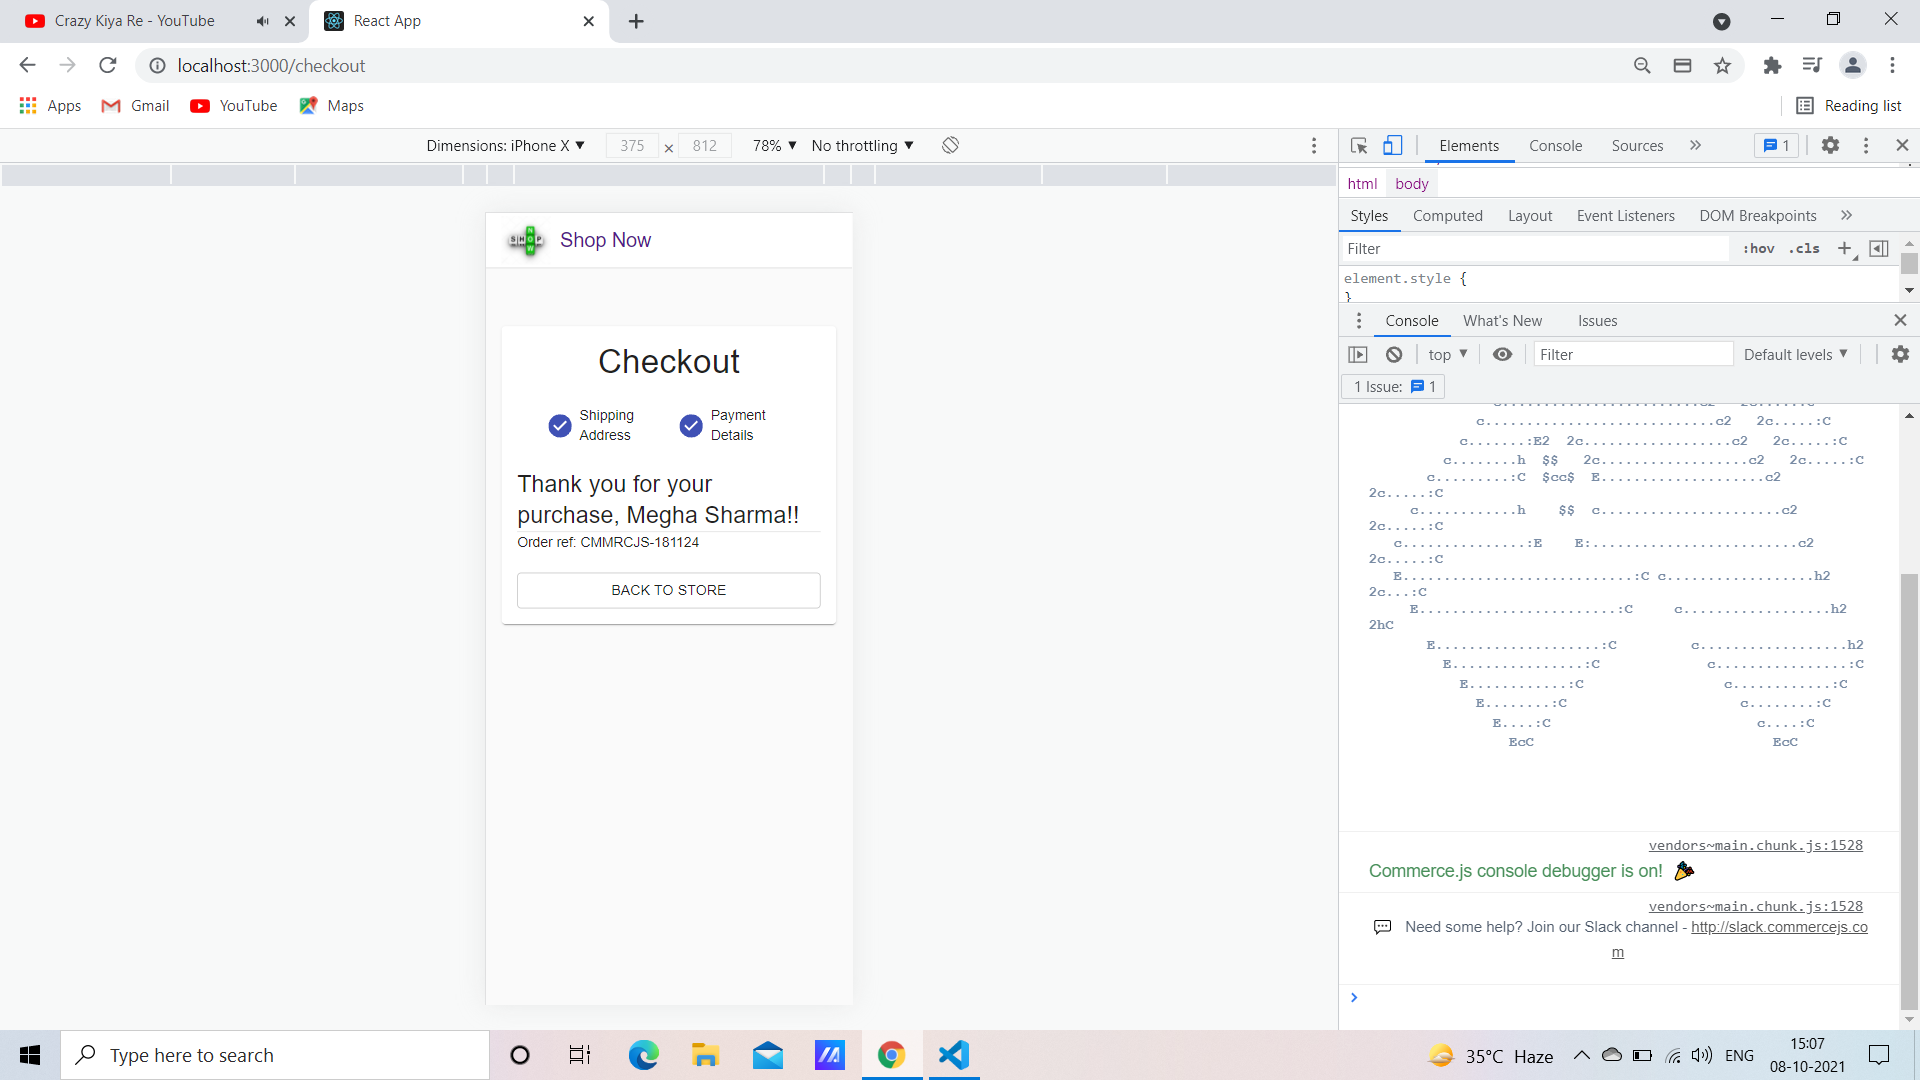 Crazy Kiya Re - YouTube
React App
localhost:3000/checkout
Apps
Gmail
YouTube
Maps
Reading list
Dimensions: iPhone X ▼ 375 × 812 78% ▼ No throttling ▼
Elements Console Sources » 1
html body
Styles Computed Layout Event Listeners DOM Breakpoints »
Filter :hov .cls +
element.style {
}
Console What's New Issues
top ▼ Filter Default levels ▼
1 Issue: 1
SHOP
NOW
Shop Now
Checkout
Shipping
Address
Payment
Details
Thank you for your
purchase, Megha Sharma!!
Order ref: CMMRCJS-181124
BACK TO STORE
c............................c2   2c.....:C
c.......:E2  2c..................c2   2c.....:C
c........h  $$   2c..................c2   2c.....:C
c.........:C  $cc$  E.....................c2
2c.....:C
c............h    $$  c......................c2
2c.....:C
c...............:E    E:.........................c2
2c.....:C
E...........................:C c.................h2
2c...:C
E........................:C     c..................h2
2hC
E....................:C         c..................h2
E................:C             c................:C
E............:C                 c............:C
E........:C                     c........:C
E....:C                         c....:C
EcC                             EcC
vendors~main.chunk.js:1528
Commerce.js console debugger is on!
vendors~main.chunk.js:1528
Need some help? Join our Slack channel - http://slack.commercejs.co
m
Type here to search
35°C Haze
ENG
15:07
08-10-2021